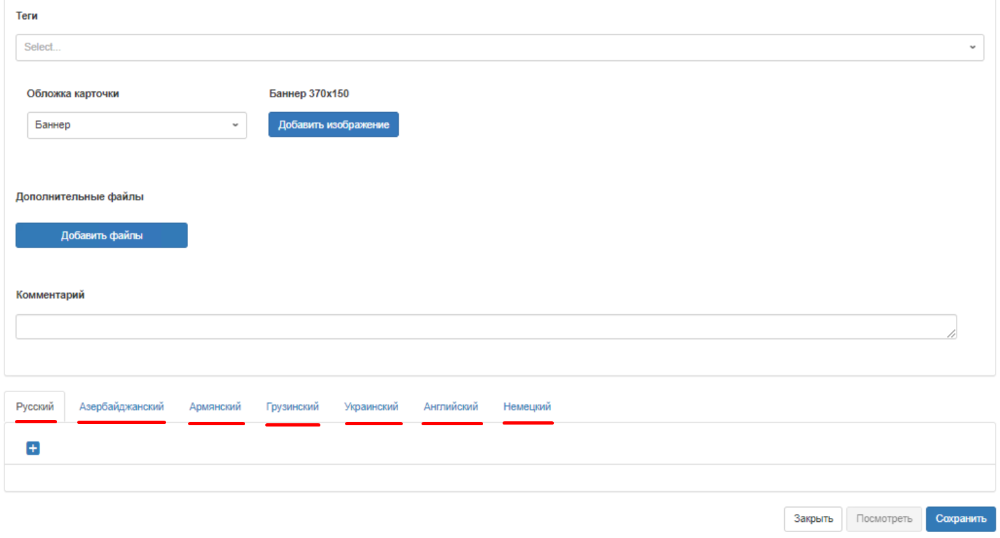 Теги
Select...
Обложка карточки Баннер 370x150
Баннер Добавить изображение
Дополнительные файлы
Добавить файлы
Комментарий
Русский Азербайджанский Армянский Грузинский Украинский Английский Немецкий
Закрыть Посмотреть Сохранить